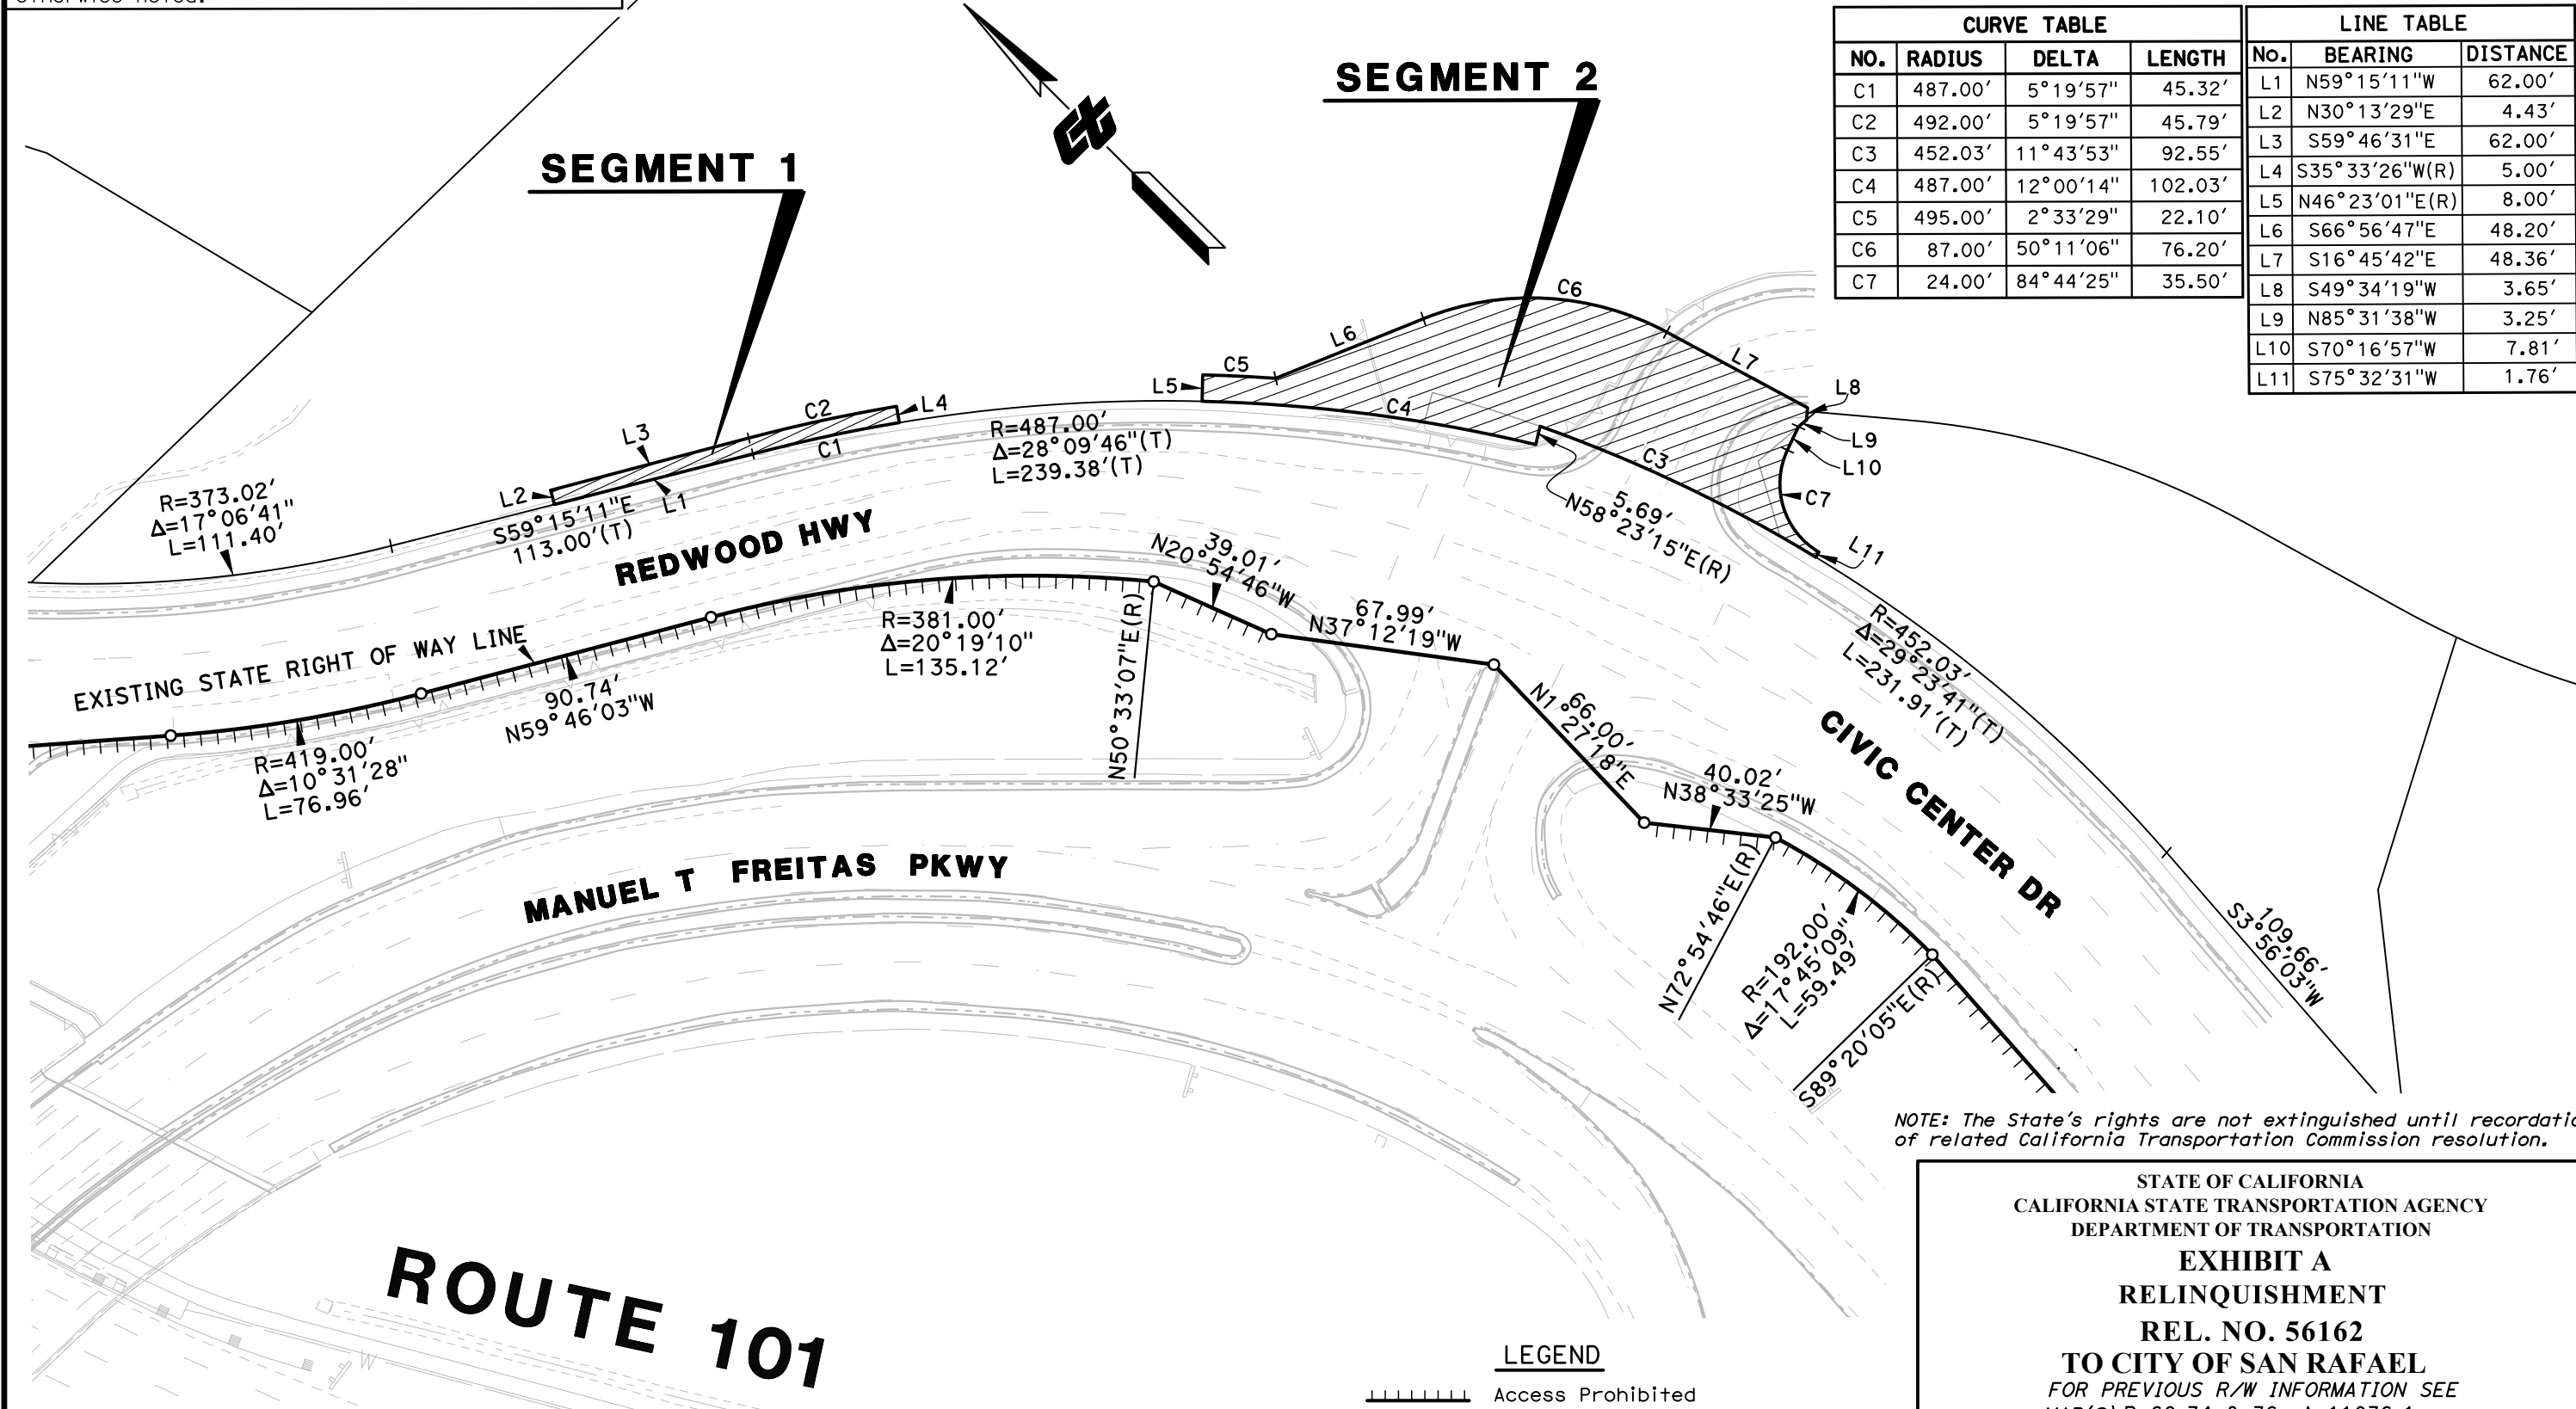 otherwise noted.
CURVE TABLE
NO. RADIUS DELTA LENGTH
C1 487.00' 5°19'57" 45.32'
C2 492.00' 5°19'57" 45.79'
C3 452.03' 11°43'53" 92.55'
C4 487.00' 12°00'14" 102.03'
C5 495.00' 2°33'29" 22.10'
C6 87.00' 50°11'06" 76.20'
C7 24.00' 84°44'25" 35.50'
LINE TABLE
No. BEARING DISTANCE
L1 N59°15'11"W 62.00'
L2 N30°13'29"E 4.43'
L3 S59°46'31"E 62.00'
L4 S35°33'26"W(R) 5.00'
L5 N46°23'01"E(R) 8.00'
L6 S66°56'47"E 48.20'
L7 S16°45'42"E 48.36'
L8 S49°34'19"W 3.65'
L9 N85°31'38"W 3.25'
L10 S70°16'57"W 7.81'
L11 S75°32'31"W 1.76'
SEGMENT 1
ct
SEGMENT 2
L2
L3
C2
L4
C1
L1
L5
C5
L6
C6
L7
L8
L9
L10
C7
L11
C4
C3
R=373.02'
Δ=17°06'41"
L=111.40'
S59°15'11"E
113.00'(T)
R=487.00'
Δ=28°09'46"(T)
L=239.38'(T)
5.69'
N58°23'15"E(R)
REDWOOD HWY
EXISTING STATE RIGHT OF WAY LINE
R=419.00'
Δ=10°31'28"
L=76.96'
90.74'
N59°46'03"W
R=381.00'
Δ=20°19'10"
L=135.12'
N50°33'07"E(R)
39.01'
N20°54'46"W
67.99'
N37°12'19"W
66.00'
N1°27'18"E
40.02'
N38°33'25"W
R=452.03'
Δ=29°23'41"(T)
L=231.91'(T)
CIVIC CENTER DR
N72°54'46"E(R)
R=192.00'
Δ=17°45'09"
L=59.49'
S89°20'05"E(R)
109.66'
S3°56'03"W
MANUEL T FREITAS PKWY
ROUTE 101
W
NOTE: The State's rights are not extinguished until recordatio
of related California Transportation Commission resolution.
STATE OF CALIFORNIA
CALIFORNIA STATE TRANSPORTATION AGENCY
DEPARTMENT OF TRANSPORTATION
EXHIBIT A
RELINQUISHMENT
REL. NO. 56162
TO CITY OF SAN RAFAEL
FOR PREVIOUS R/W INFORMATION SEE
LEGEND
Access Prohibited